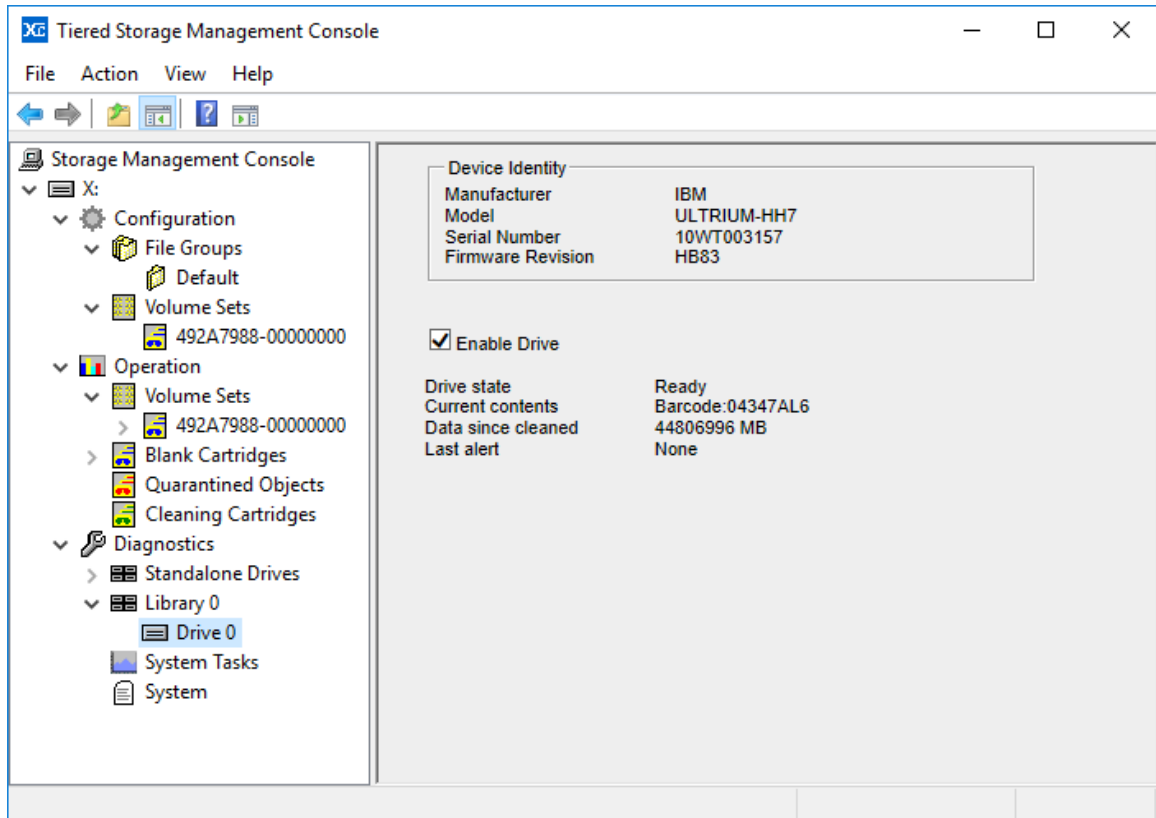 XC Tiered Storage Management Console
File Action View Help
Storage Management Console
X:
Configuration
File Groups
Default
Volume Sets
492A7988-00000000
Operation
Volume Sets
492A7988-00000000
Blank Cartridges
Quarantined Objects
Cleaning Cartridges
Diagnostics
Standalone Drives
Library 0
Drive 0
System Tasks
System
Device Identity
Manufacturer IBM
Model ULTRIUM-HH7
Serial Number 10WT003157
Firmware Revision HB83
Enable Drive
Drive state Ready
Current contents Barcode:04347AL6
Data since cleaned 44806996 MB
Last alert None